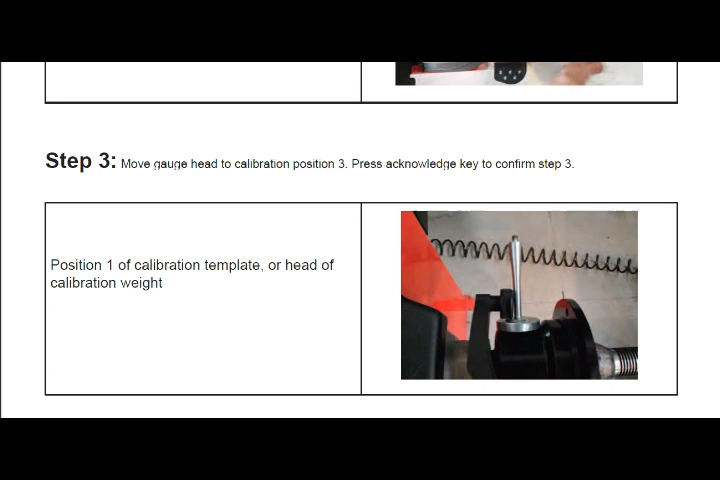 Step 3: Move gauge head to calibration position 3. Press acknowledge key to confirm step 3.
Position 1 of calibration template, or head of
calibration weight